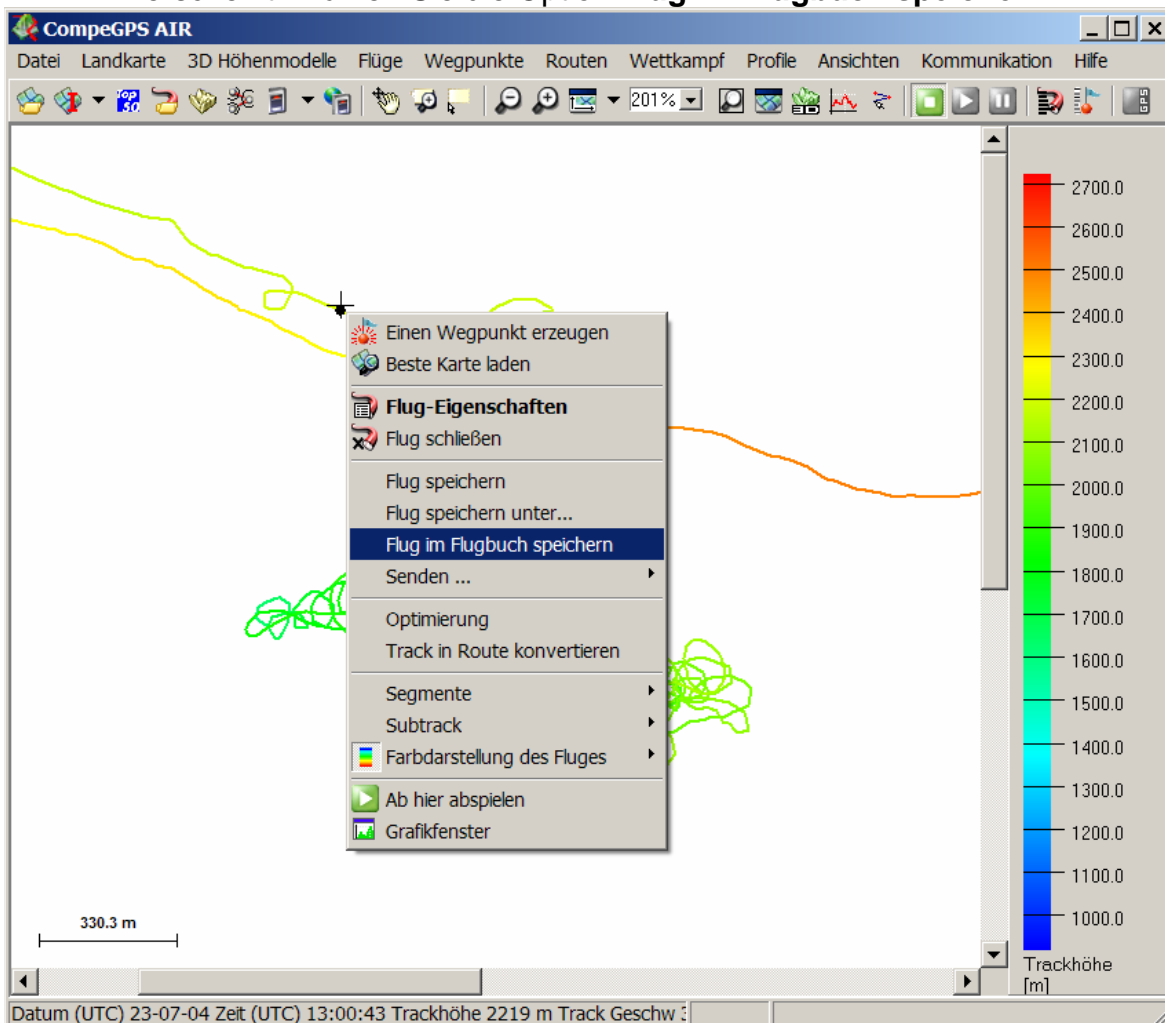 CompeGPS AIR
Datei Landkarte 3D Höhenmodelle Flüge Wegpunkte Routen Wettkampf Profile Ansichten Kommunikation Hilfe
TOP 50 201% GPS
2700.0
2600.0
2500.0
2400.0
2300.0
2200.0
2100.0
2000.0
1900.0
1800.0
1700.0
1600.0
1500.0
1400.0
1300.0
1200.0
1100.0
1000.0
Trackhöhe
[m]
Einen Wegpunkt erzeugen
Beste Karte laden
Flug-Eigenschaften
Flug schließen
Flug speichern
Flug speichern unter...
Flug im Flugbuch speichern
Senden ...
Optimierung
Track in Route konvertieren
Segmente
Subtrack
Farbdarstellung des Fluges
Ab hier abspielen
Grafikfenster
330.3 m
Datum (UTC) 23-07-04 Zeit (UTC) 13:00:43 Trackhöhe 2219 m Track Geschw